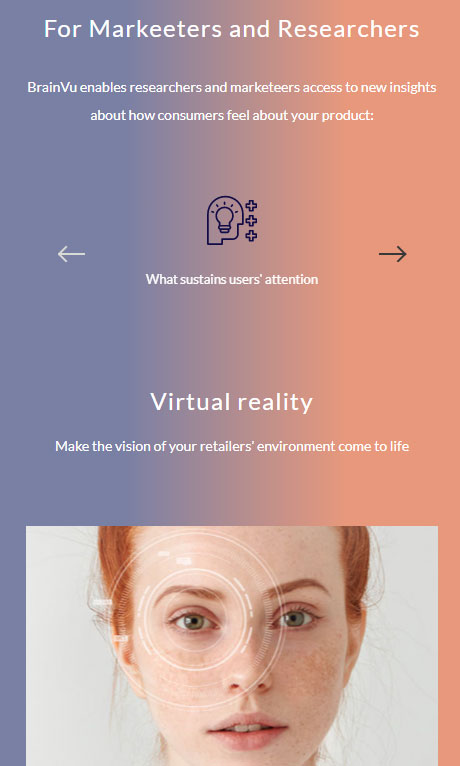 For Markeeters and Researchers
BrainVu enables researchers and marketeers access to new insights
about how consumers feel about your product:
What sustains users' attention
Virtual reality
Make the vision of your retailers' environment come to life